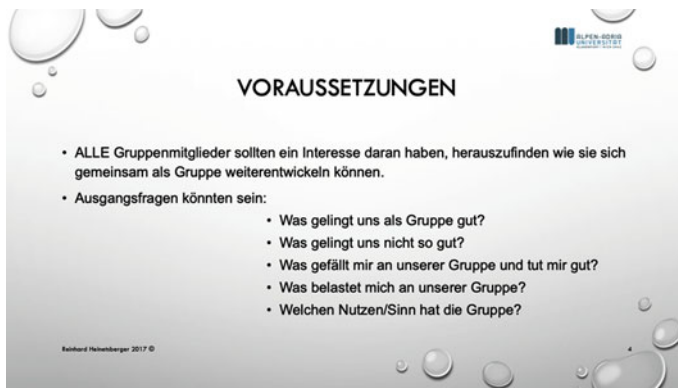 ALPEN-ADRIA
UNIVERSITÄT
VORAUSSETZUNGEN
• ALLE Gruppenmitglieder sollten ein Interesse daran haben, herauszufinden wie sie sich
gemeinsam als Gruppe weiterentwickeln können.
• Ausgangsfragen könnten sein:
• Was gelingt uns als Gruppe gut?
• Was gelingt uns nicht so gut?
• Was gefällt mir an unserer Gruppe und tut mir gut?
• Was belastet mich an unserer Gruppe?
• Welchen Nutzen/Sinn hat die Gruppe?
Reinhard 2017 ©
4